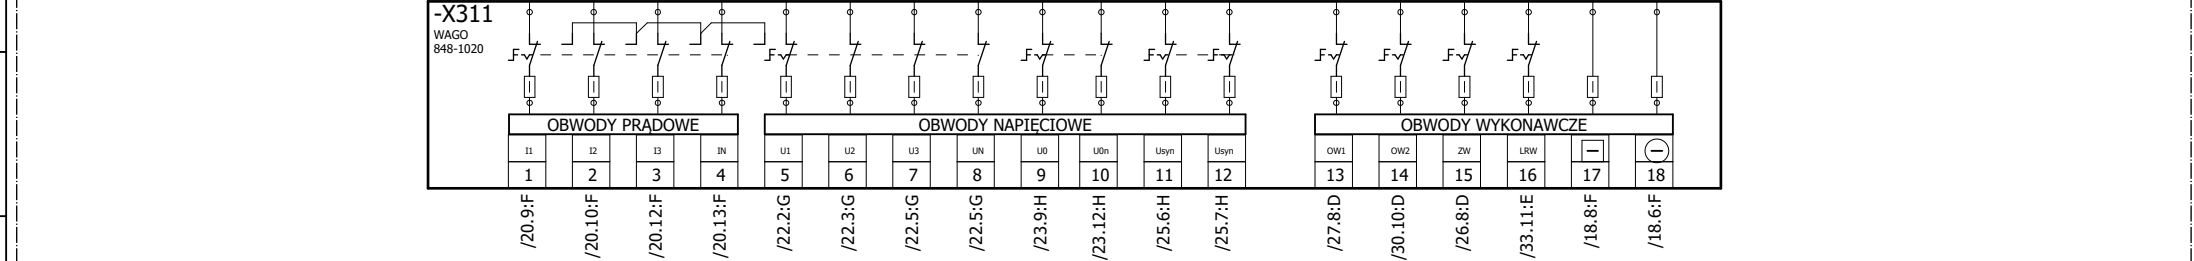 -X311
WAGO
848-1020
OBWODY PRĄDOWE OBWODY NAPIĘCIOWE OBWODY WYKONAWCZE
I1 I2 I3 IN U1 U2 U3 UN U0 U0n Usyn Usyn OW1 OW2 ZW LRW
1 2 3 4 5 6 7 8 9 10 11 12 13 14 15 16 17 18
/20.9:F /20.10:F /20.12:F /20.13:F /22.2:G /22.3:G /22.5:G /22.5:G /23.9:H /23.12:H /25.6:H /25.7:H /27.8:D /30.10:D /26.8:D /33.11:E /18.8:F /18.6:F